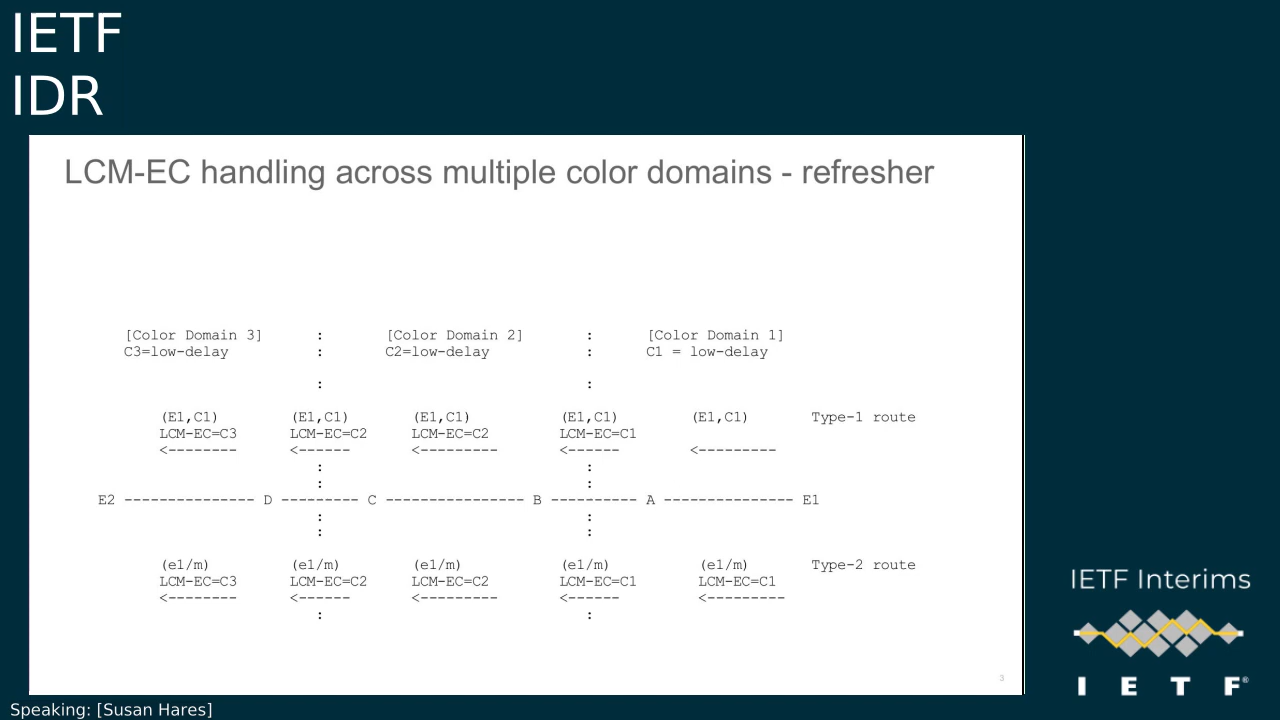 IETF
IDR
LCM-EC handling across multiple color domains - refresher
[Color Domain 3] : [Color Domain 2] : [Color Domain 1]
C3=low-delay : C2=low-delay : C1 = low-delay
: :
(E1,C1) (E1,C1) (E1,C1) (E1,C1) (E1,C1) Type-1 route
LCM-EC=C3 LCM-EC=C2 LCM-EC=C2 LCM-EC=C1
<-------- <------ <--------- <------ <---------
: :
: :
E2 --------------- D --------- C ---------------- B ---------- A --------------- E1
: :
: :
(e1/m) (e1/m) (e1/m) (e1/m) (e1/m) Type-2 route
LCM-EC=C3 LCM-EC=C2 LCM-EC=C2 LCM-EC=C1 LCM-EC=C1
<-------- <------ <--------- <------ <---------
: :
3
IETF Interims
I E T F®
Speaking: [Susan Hares]